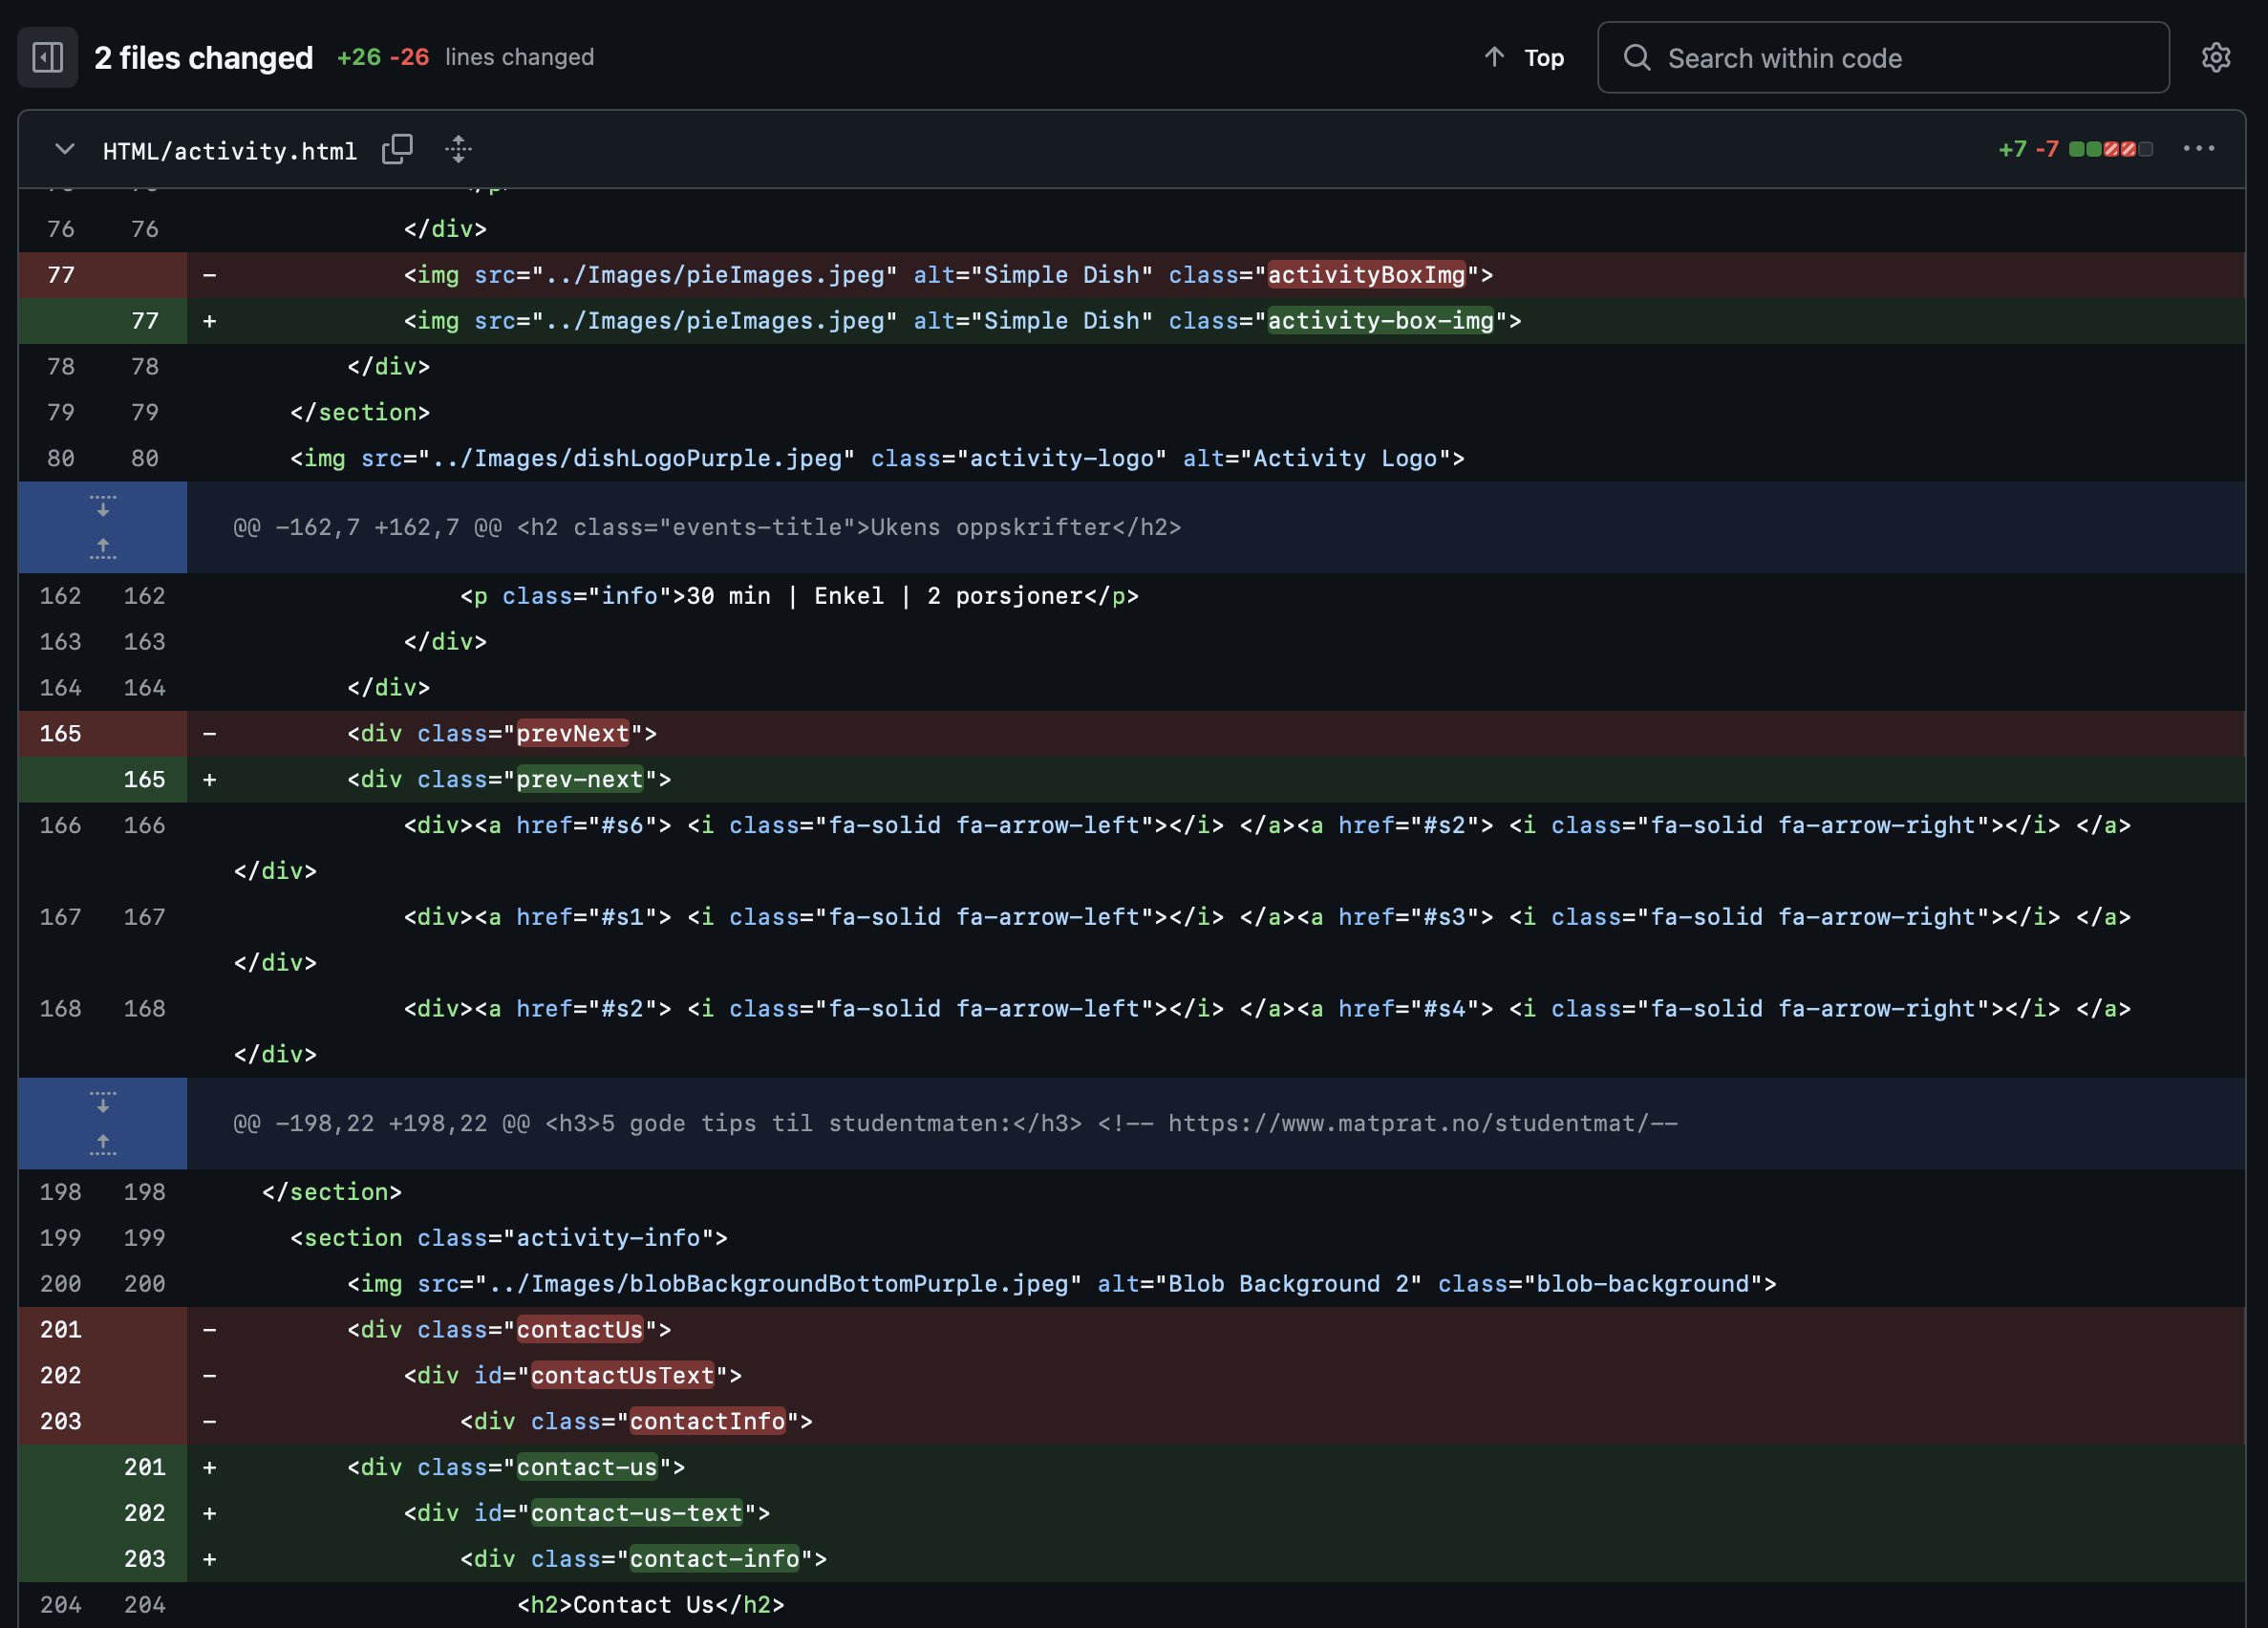 2 files changed +26 -26 lines changed Top Search within code
HTML/activity.html +7 -7
76 76 </div>
77 - <img src="../Images/pieImages.jpeg" alt="Simple Dish" class="activityBoxImg">
77 + <img src="../Images/pieImages.jpeg" alt="Simple Dish" class="activity-box-img">
78 78 </div>
79 79 </section>
80 80 <img src="../Images/dishLogoPurple.jpeg" class="activity-logo" alt="Activity Logo">
@@ -162,7 +162,7 @@ <h2 class="events-title">Ukens oppskrifter</h2>
162 162 <p class="info">30 min | Enkel | 2 porsjoner</p>
163 163 </div>
164 164 </div>
165 - <div class="prevNext">
165 + <div class="prev-next">
166 166 <div><a href="#s6"> <i class="fa-solid fa-arrow-left"></i> </a><a href="#s2"> <i class="fa-solid fa-arrow-right"></i> </a>
</div>
167 167 <div><a href="#s1"> <i class="fa-solid fa-arrow-left"></i> </a><a href="#s3"> <i class="fa-solid fa-arrow-right"></i> </a>
</div>
168 168 <div><a href="#s2"> <i class="fa-solid fa-arrow-left"></i> </a><a href="#s4"> <i class="fa-solid fa-arrow-right"></i> </a>
</div>
@@ -198,22 +198,22 @@ <h3>5 gode tips til studentmaten:</h3> <!-- https://www.matprat.no/studentmat/--
198 198 </section>
199 199 <section class="activity-info">
200 200 <img src="../Images/blobBackgroundBottomPurple.jpeg" alt="Blob Background 2" class="blob-background">
201 - <div class="contactUs">
202 - <div id="contactUsText">
203 - <div class="contactInfo">
201 + <div class="contact-us">
202 + <div id="contact-us-text">
203 + <div class="contact-info">
204 204 <h2>Contact Us</h2>